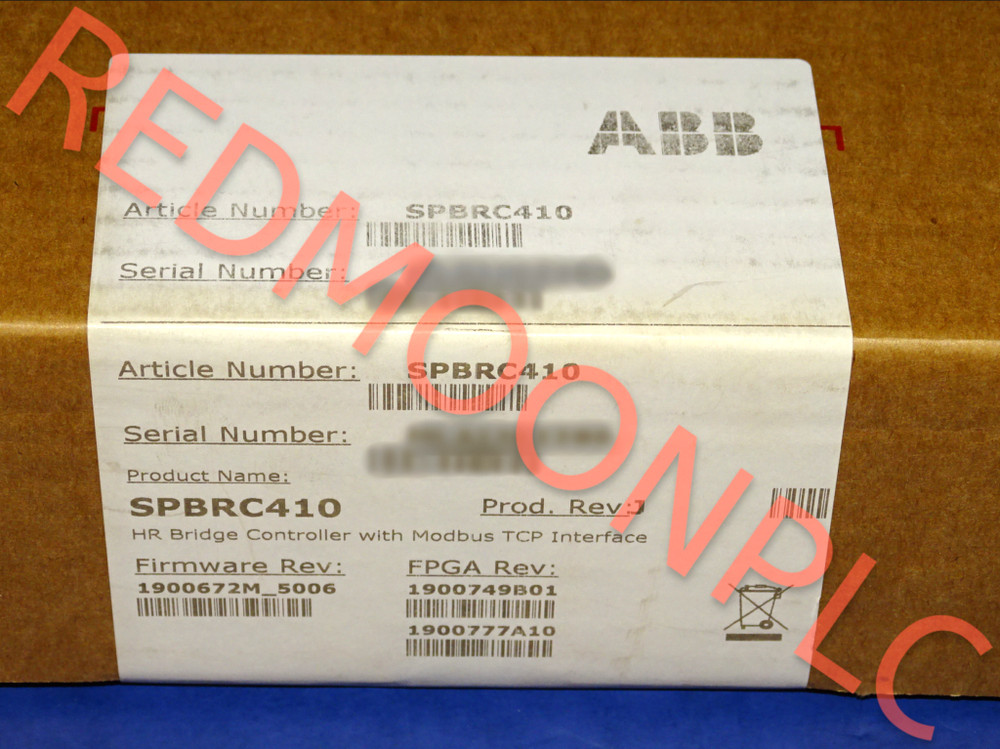 ABB
Article Number: SPBRC410
Serial Number:
Article Number: SPBRC410
Serial Number:
Product Name:
SPBRC410 Prod. Rev:J
HR Bridge Controller with Modbus TCP Interface
Firmware Rev: FPGA Rev:
1900672M_5006 1900749B01
1900777A10
REDMOONPLC